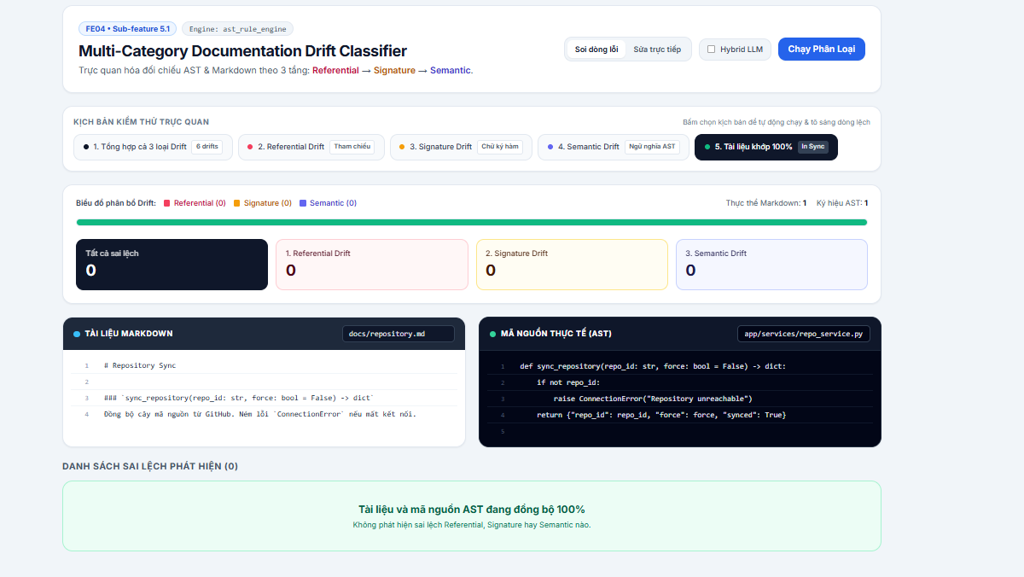 FE04 • Sub-feature 5.1 Engine: ast_rule_engine
Multi-Category Documentation Drift Classifier
Trực quan hóa đối chiếu AST & Markdown theo 3 tầng: Referential → Signature → Semantic.
Soi dòng lỗi Sửa trực tiếp Hybrid LLM Chạy Phân Loại
KỊCH BẢN KIỂM THỬ TRỰC QUAN
Bấm chọn kịch bản để tự động chạy & tô sáng dòng lệch
1. Tổng hợp cả 3 loại Drift 6 drifts
2. Referential Drift Tham chiếu
3. Signature Drift Chữ ký hàm
4. Semantic Drift Ngữ nghĩa AST
5. Tài liệu khớp 100% In Sync
Biểu đồ phân bố Drift: Referential (0) Signature (0) Semantic (0)
Thực thể Markdown: 1 Ký hiệu AST: 1
Tất cả sai lệch
0
1. Referential Drift
0
2. Signature Drift
0
3. Semantic Drift
0
TÀI LIỆU MARKDOWN docs/repository.md
1 # Repository Sync
2
3 ### `sync_repository(repo_id: str, force: bool = False) -> dict`
4 Đồng bộ cây mã nguồn từ GitHub. Ném lỗi `ConnectionError` nếu mất kết nối.
MÃ NGUỒN THỰC TẾ (AST) app/services/repo_service.py
1 def sync_repository(repo_id: str, force: bool = False) -> dict:
2 if not repo_id:
3 raise ConnectionError("Repository unreachable")
4 return {"repo_id": repo_id, "force": force, "synced": True}
5
DANH SÁCH SAI LỆCH PHÁT HIỆN (0)
Tài liệu và mã nguồn AST đang đồng bộ 100%
Không phát hiện sai lệch Referential, Signature hay Semantic nào.